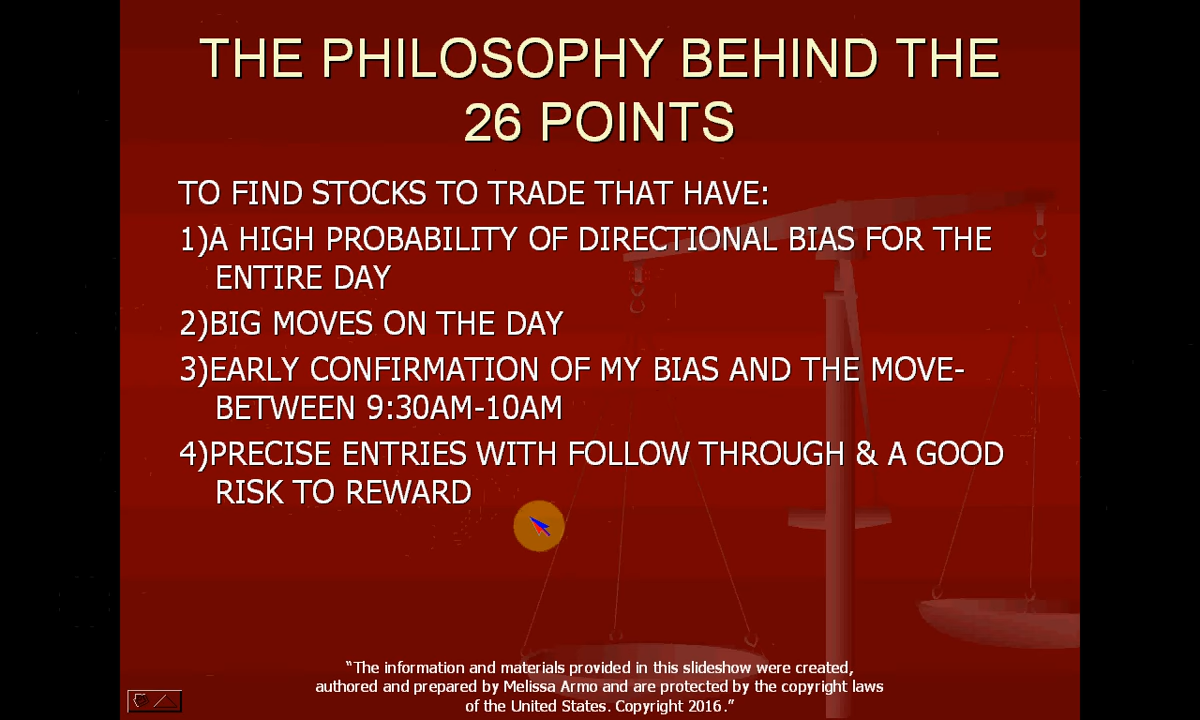 THE PHILOSOPHY BEHIND THE
26 POINTS
TO FIND STOCKS TO TRADE THAT HAVE:
1)A HIGH PROBABILITY OF DIRECTIONAL BIAS FOR THE
ENTIRE DAY
2)BIG MOVES ON THE DAY
3)EARLY CONFIRMATION OF MY BIAS AND THE MOVE-
BETWEEN 9:30AM-10AM
4)PRECISE ENTRIES WITH FOLLOW THROUGH & A GOOD
RISK TO REWARD
“The information and materials provided in this slideshow were created,
authored and prepared by Melissa Armo and are protected by the copyright laws
of the United States. Copyright 2016.”